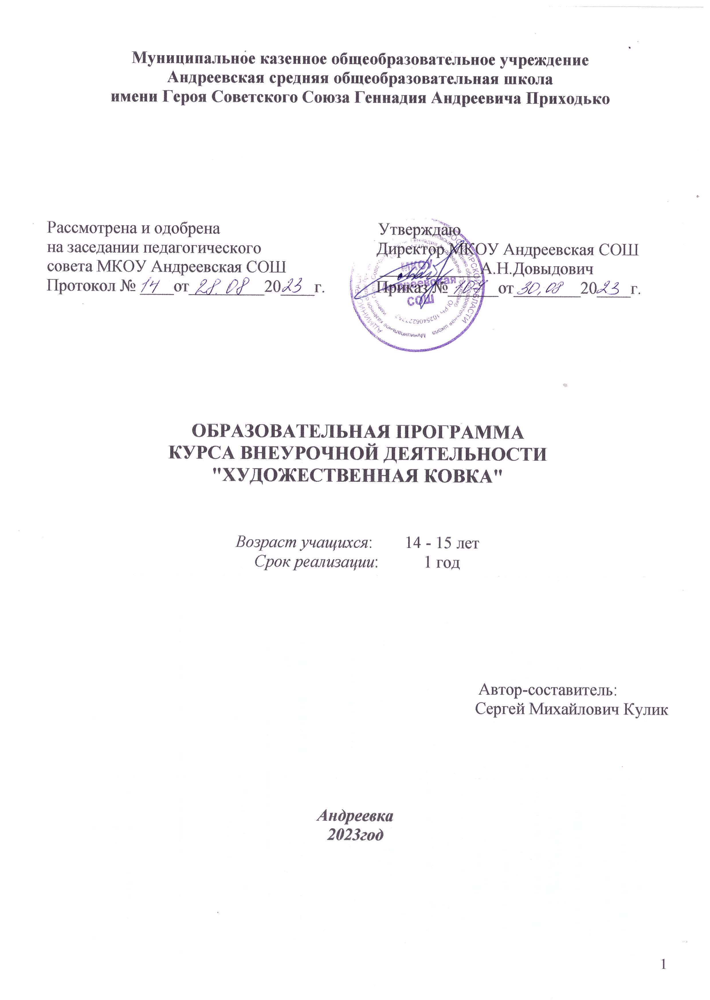 Муниципальное казенное общеобразовательное учреждение
Андреевская средняя общеобразовательная школа
имени Героя Советского Союза Геннадия Андреевича Приходько
Рассмотрена и одобрена
на заседании педагогического
совета МКОУ Андреевская СОШ
Протокол № 14 от 28.08 2023 г.
Утверждаю
Директор МКОУ Андреевская СОШ
А.Н.Довыдович
Приказ № от 30,08 2023 г.
МКОУ
Андреевская
СОШ
ОБРАЗОВАТЕЛЬНАЯ ПРОГРАММА
КУРСА ВНЕУРОЧНОЙ ДЕЯТЕЛЬНОСТИ
"ХУДОЖЕСТВЕННАЯ КОВКА"
Возраст учащихся: 14 - 15 лет
Срок реализации: 1 год
Автор-составитель:
Сергей Михайлович Кулик
Андреевка
2023год
1